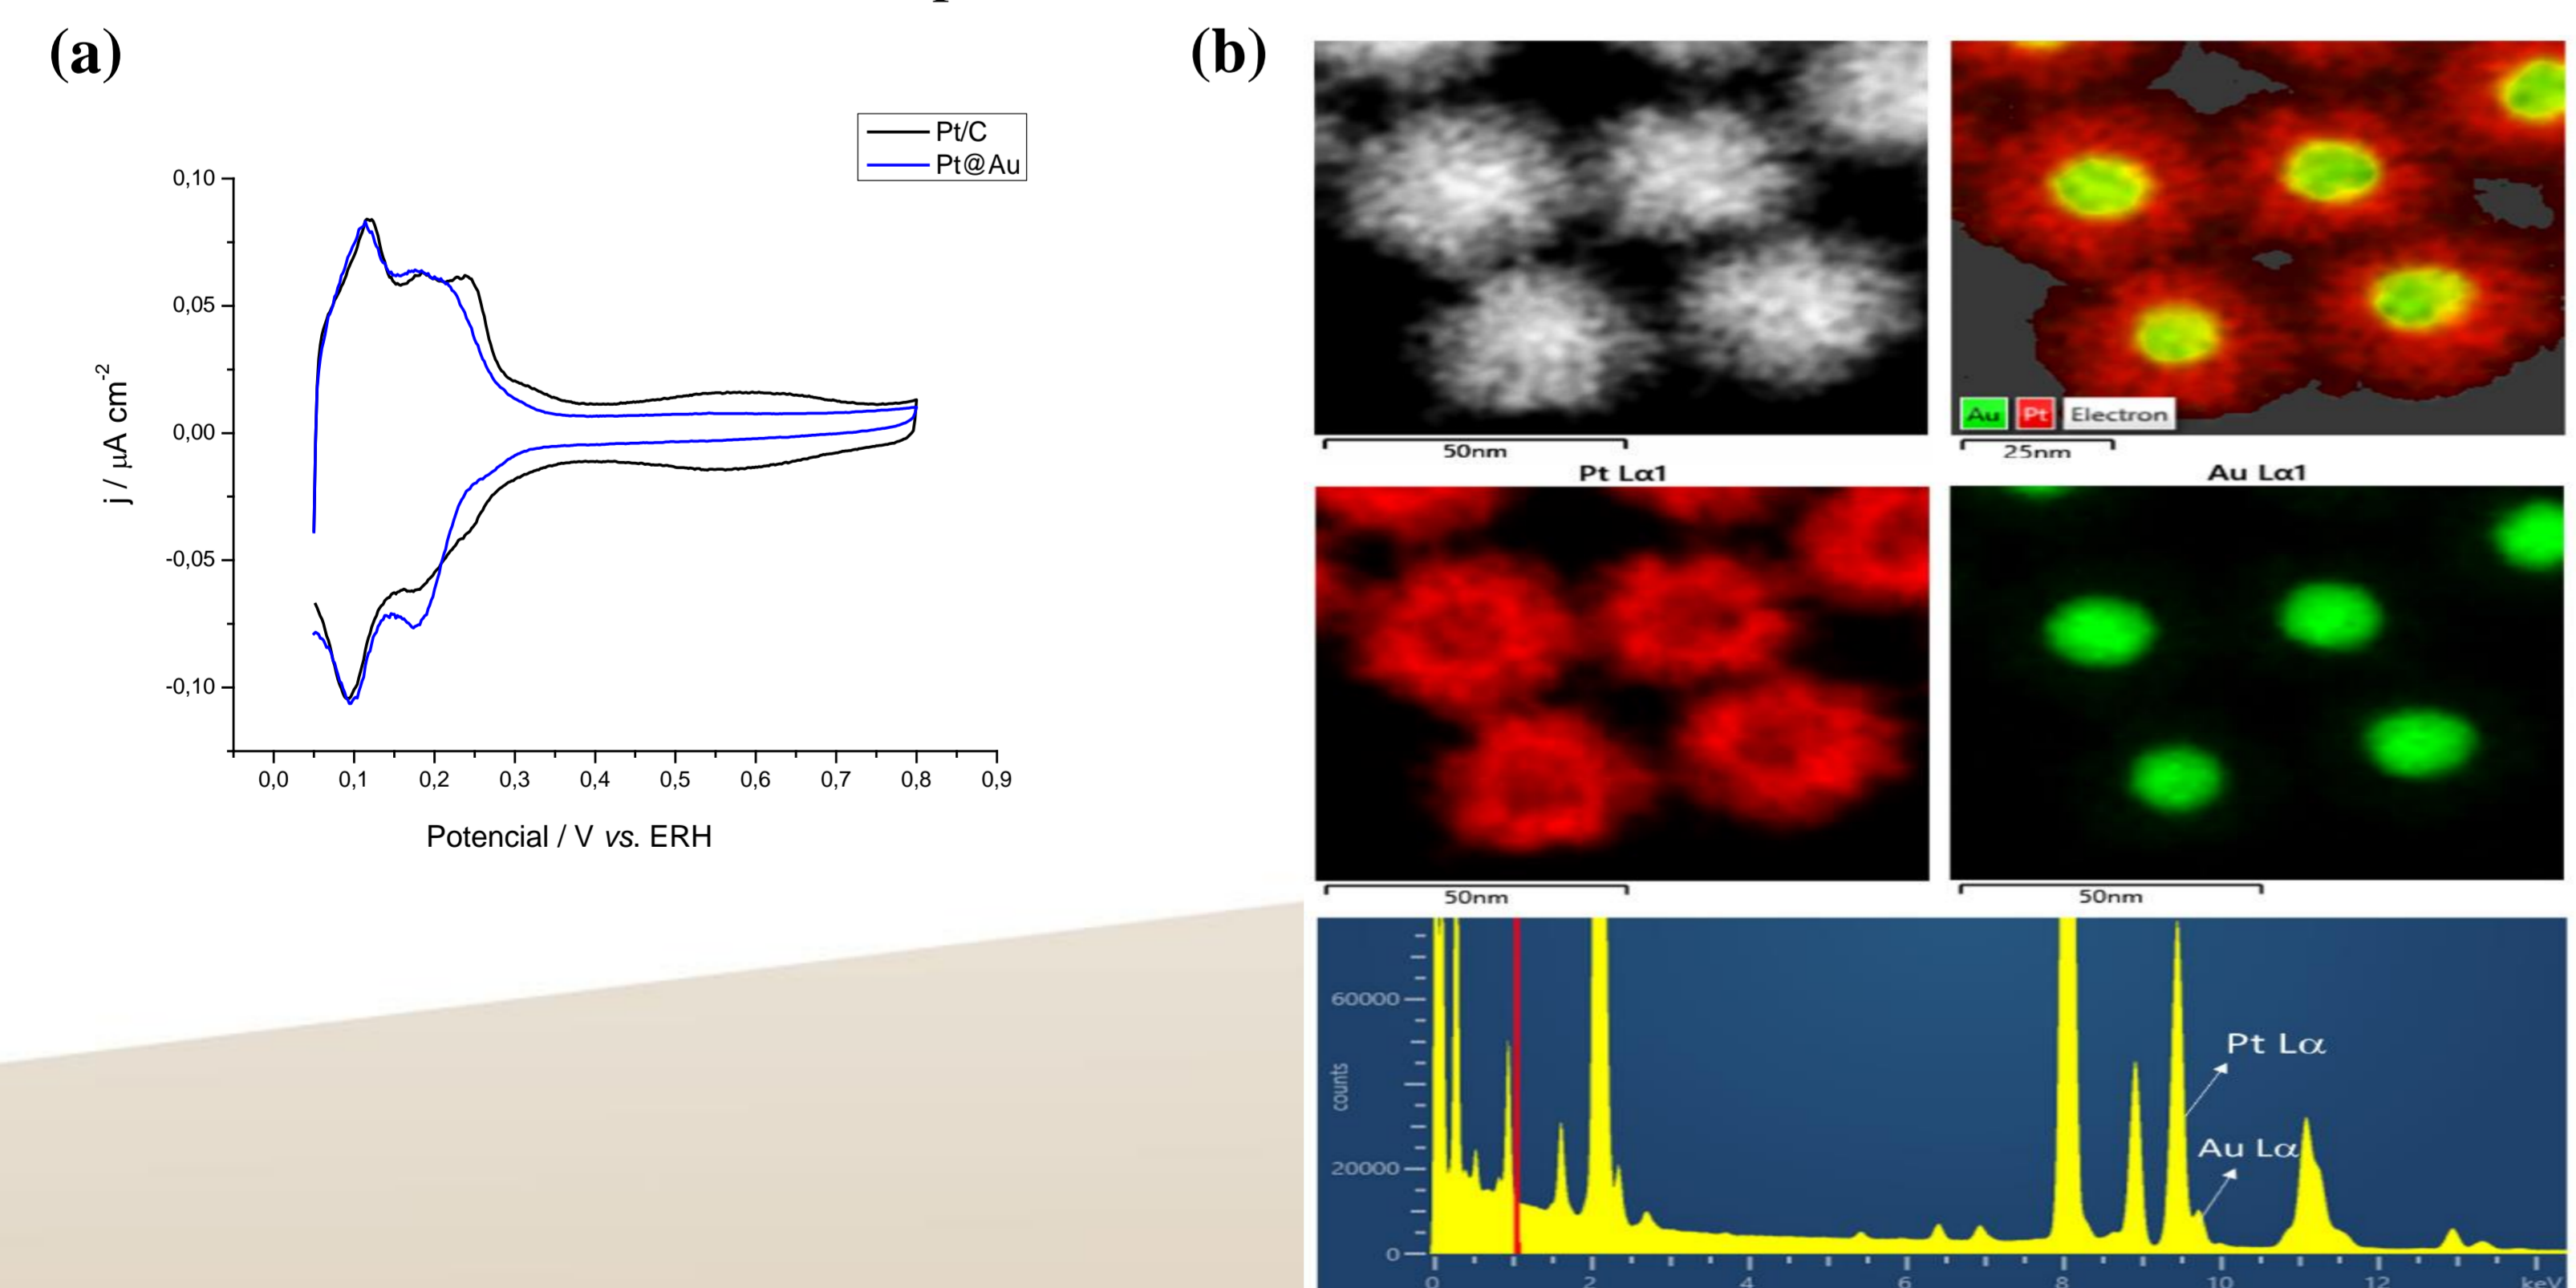 (a)
Pt/C
Pt@Au
0,10
0,05
0,00
-0,05
-0,10
j / μA cm-2
0,0 0,1 0,2 0,3 0,4 0,5 0,6 0,7 0,8 0,9
Potencial / V vs. ERH
(b)
Au Pt Electron
50nm
25nm
Pt Lα1
Au Lα1
50nm
50nm
60000
20000
0
counts
Pt Lα
Au Lα
0 2 4 6 8 10 12 keV